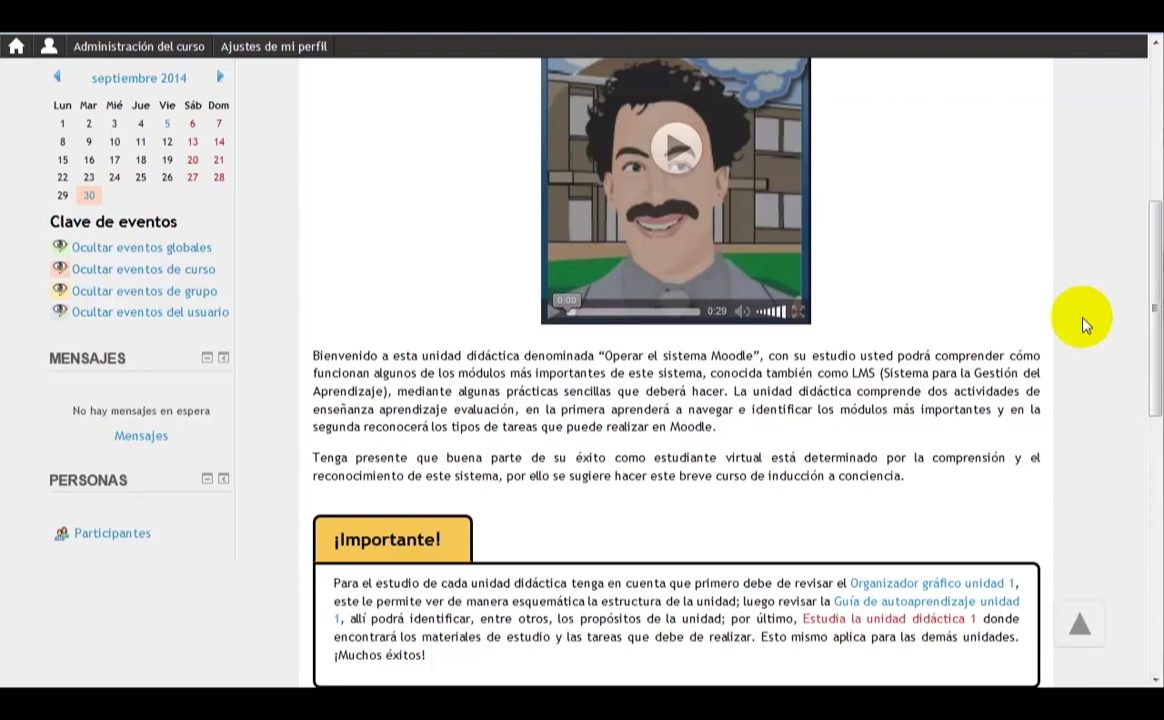 Administración del curso Ajustes de mi perfil
septiembre 2014
Lun Mar Mié Jue Vie Sáb Dom
1 2 3 4 5 6 7
8 9 10 11 12 13 14
15 16 17 18 19 20 21
22 23 24 25 26 27 28
29 30
Clave de eventos
Ocultar eventos globales
Ocultar eventos de curso
Ocultar eventos de grupo
Ocultar eventos del usuario
MENSAJES
No hay mensajes en espera
Mensajes
PERSONAS
Participantes
0:00
0:29
Bienvenido a esta unidad didáctica denominada “Operar el sistema Moodle”, con su estudio usted podrá comprender cómo
funcionan algunos de los módulos más importantes de este sistema, conocida también como LMS (Sistema para la Gestión del
Aprendizaje), mediante algunas prácticas sencillas que deberá hacer. La unidad didáctica comprende dos actividades de
enseñanza aprendizaje evaluación, en la primera aprenderá a navegar e identificar los módulos más importantes y en la
segunda reconocerá los tipos de tareas que puede realizar en Moodle.
Tenga presente que buena parte de su éxito como estudiante virtual está determinado por la comprensión y el
reconocimiento de este sistema, por ello se sugiere hacer este breve curso de inducción a conciencia.
¡Importante!
Para el estudio de cada unidad didáctica tenga en cuenta que primero debe de revisar el Organizador gráfico unidad 1,
este le permite ver de manera esquemática la estructura de la unidad; luego revisar la Guía de autoaprendizaje unidad
1, allí podrá identificar, entre otros, los propósitos de la unidad; por último, Estudia la unidad didáctica 1 donde
encontrará los materiales de estudio y las tareas que debe de realizar. Esto mismo aplica para las demás unidades.
¡Muchos éxitos!